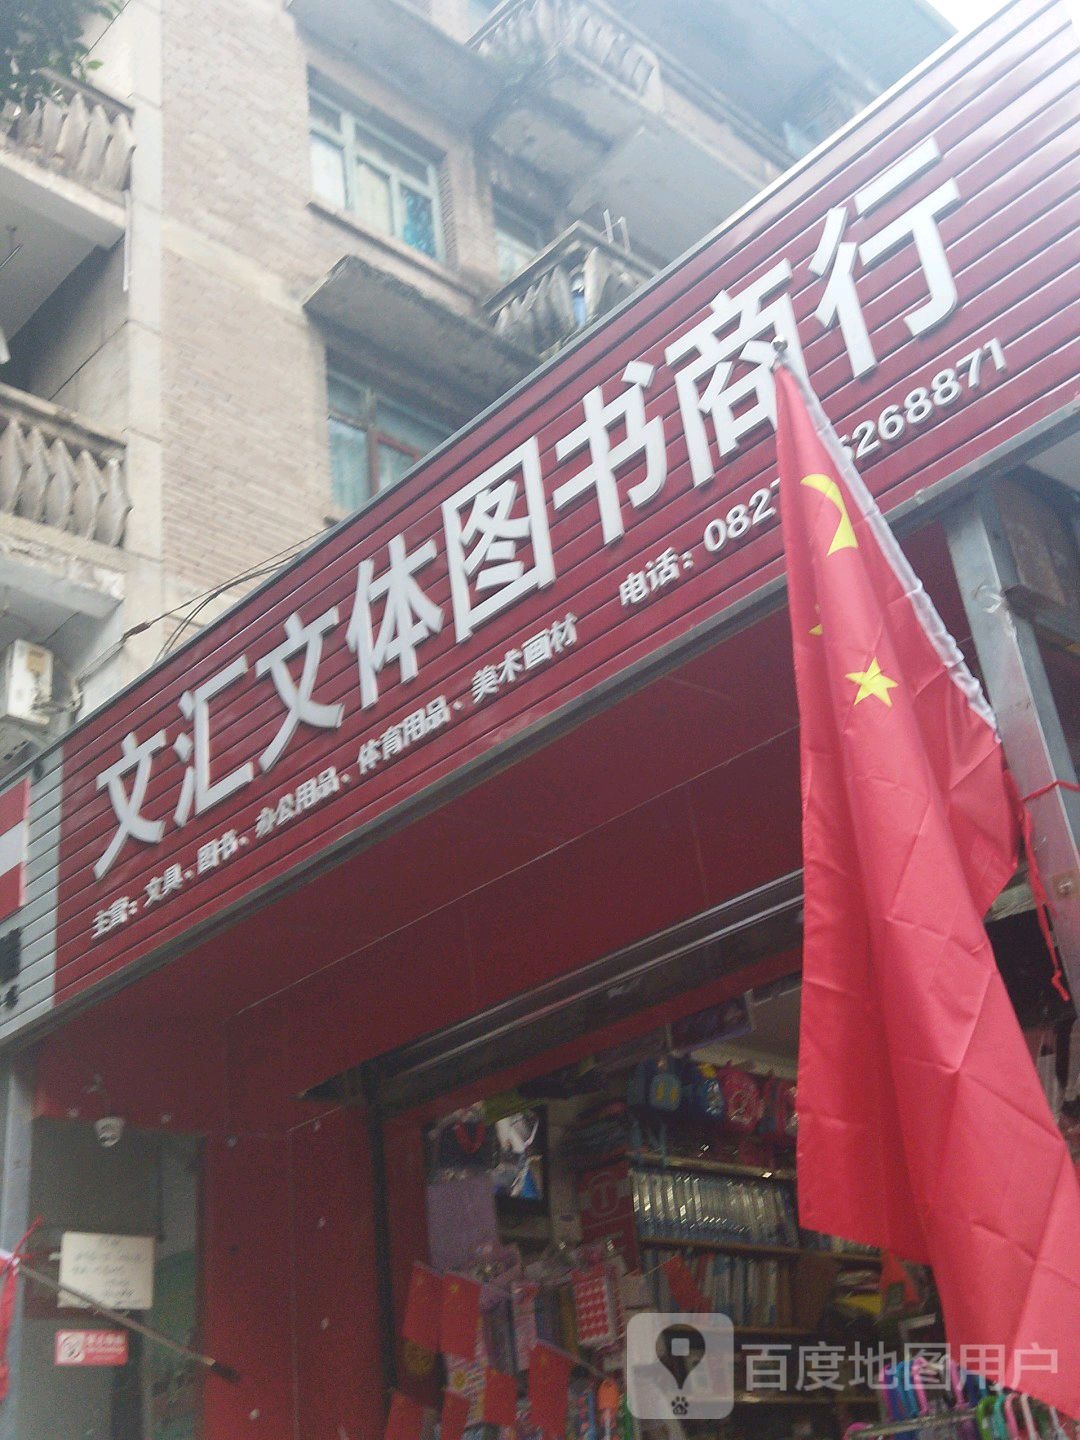 文汇文体图书商行
主营：文具、图书、办公用品、体育用品、美术画材 电话：082 5268871
百度地图用户